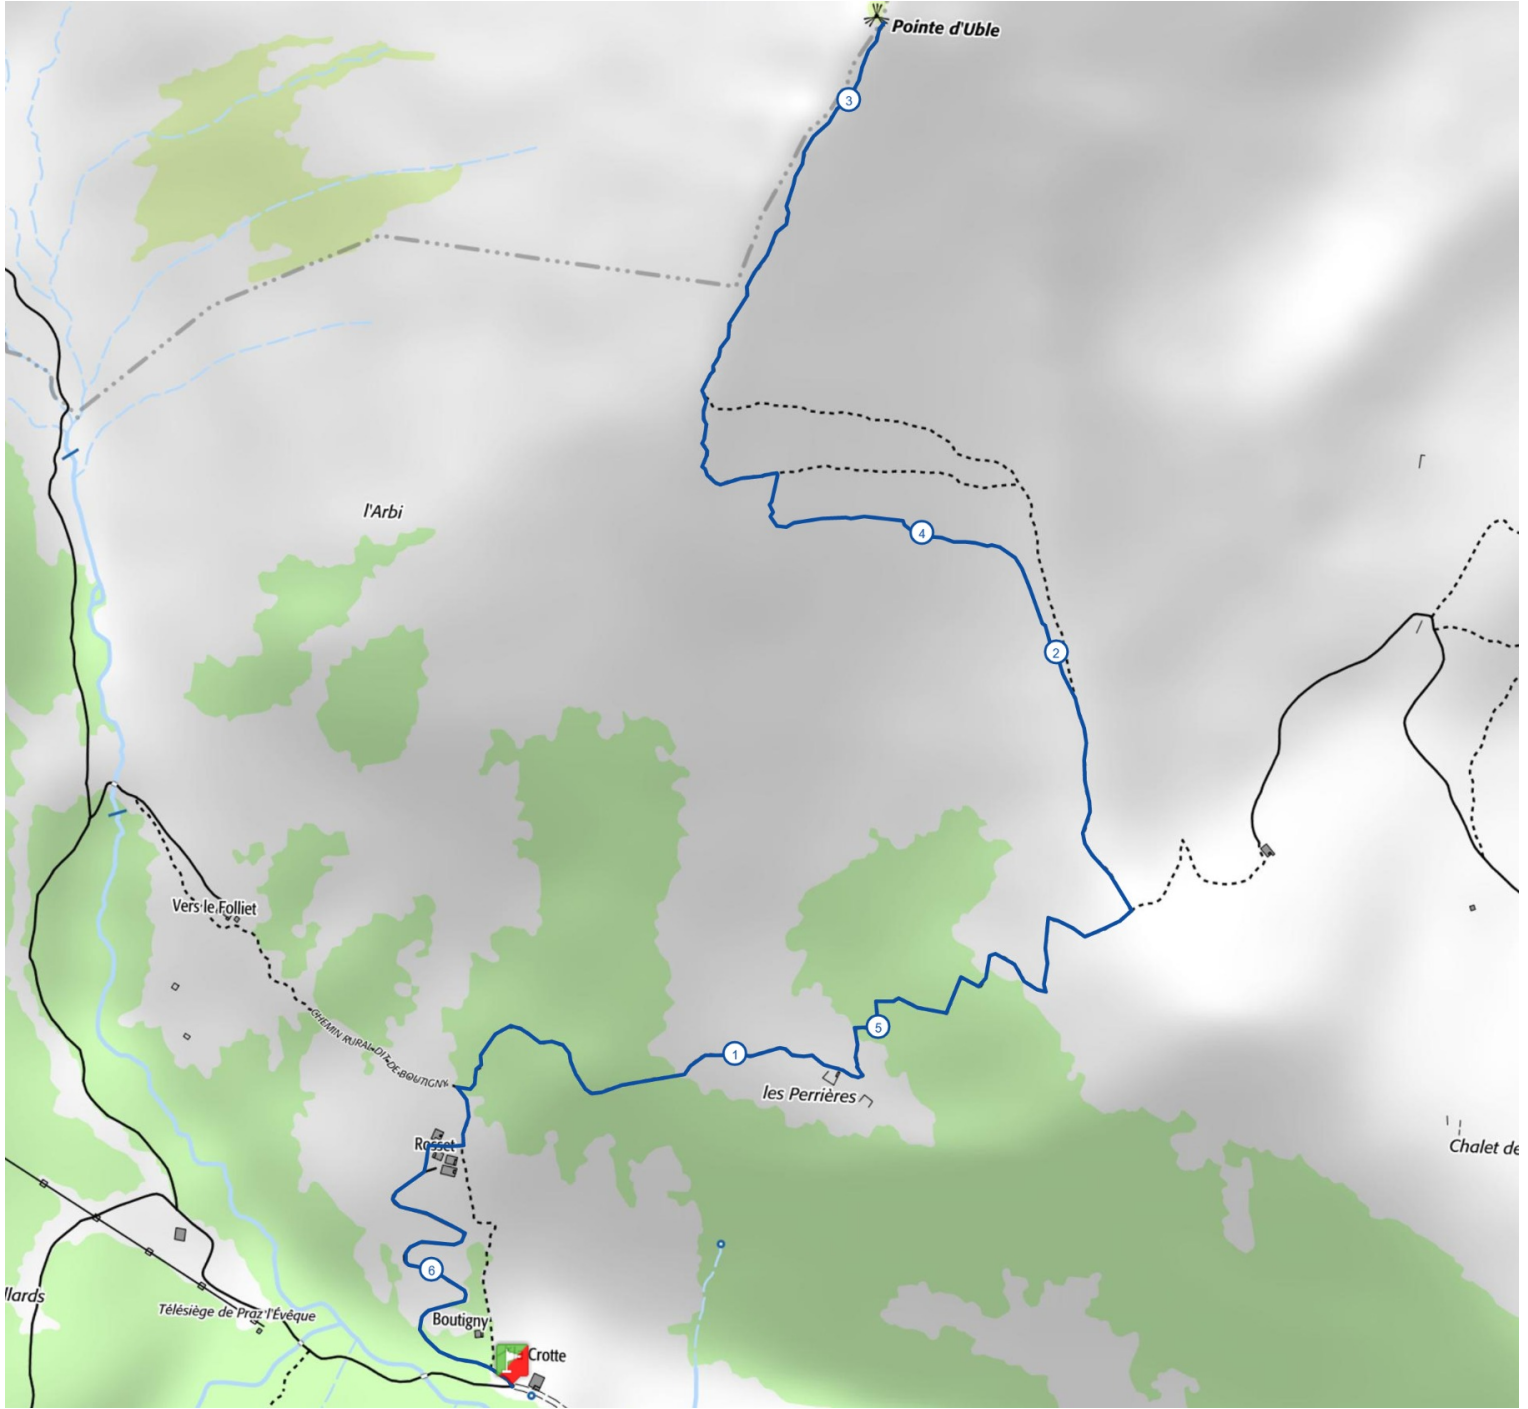 Pointe d'Uble
3
l'Arbi
4
2
Vers le Folliet
5
CHEMIN RURAL DIT DE BOUTIGNY
1
les Perrières
Rosset
Chalet de
6
llards
Télésiège de Praz l'Évêque
Boutigny
Crotte